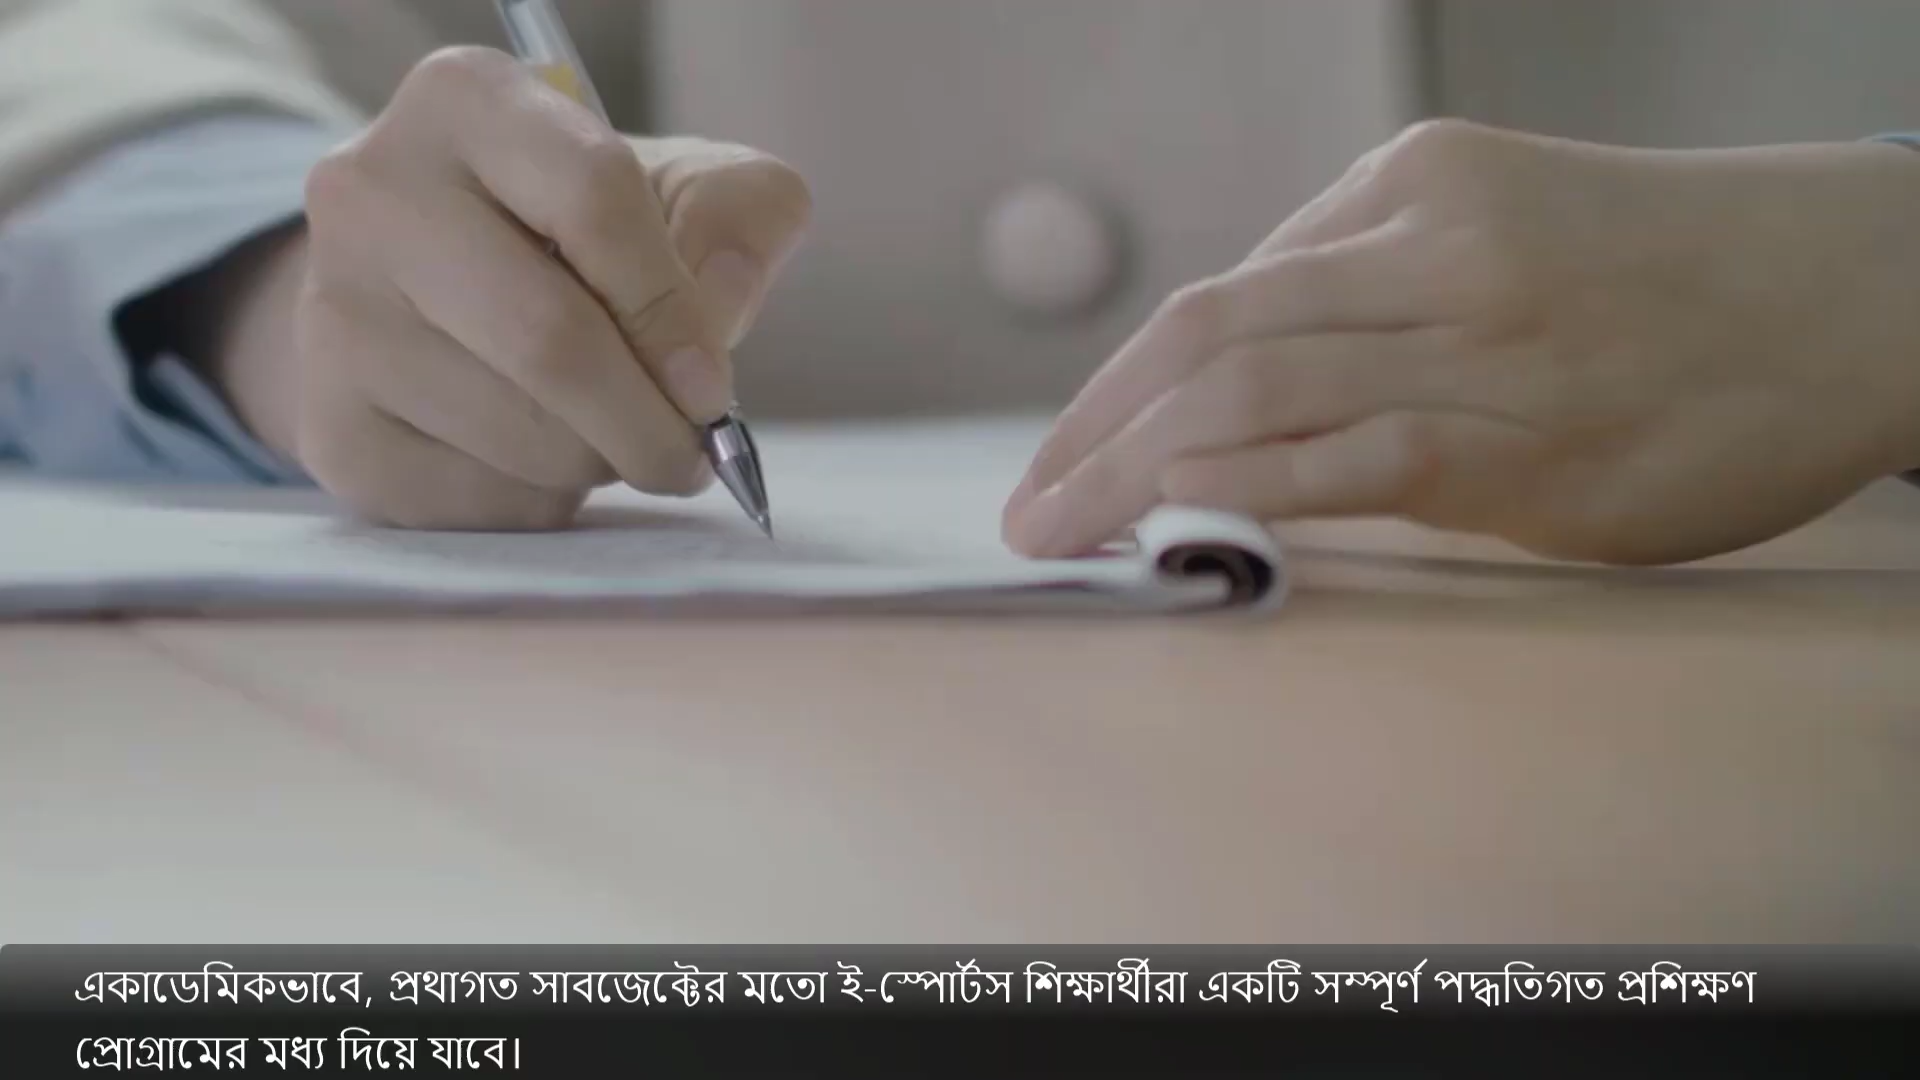 একাডেমিকভাবে, প্রথাগত সাবজেক্টের মতো ই-স্পোর্টস শিক্ষার্থীরা একটি সম্পূর্ণ পদ্ধতিগত প্রশিক্ষণ
প্রোগ্রামের মধ্য দিয়ে যাবে।